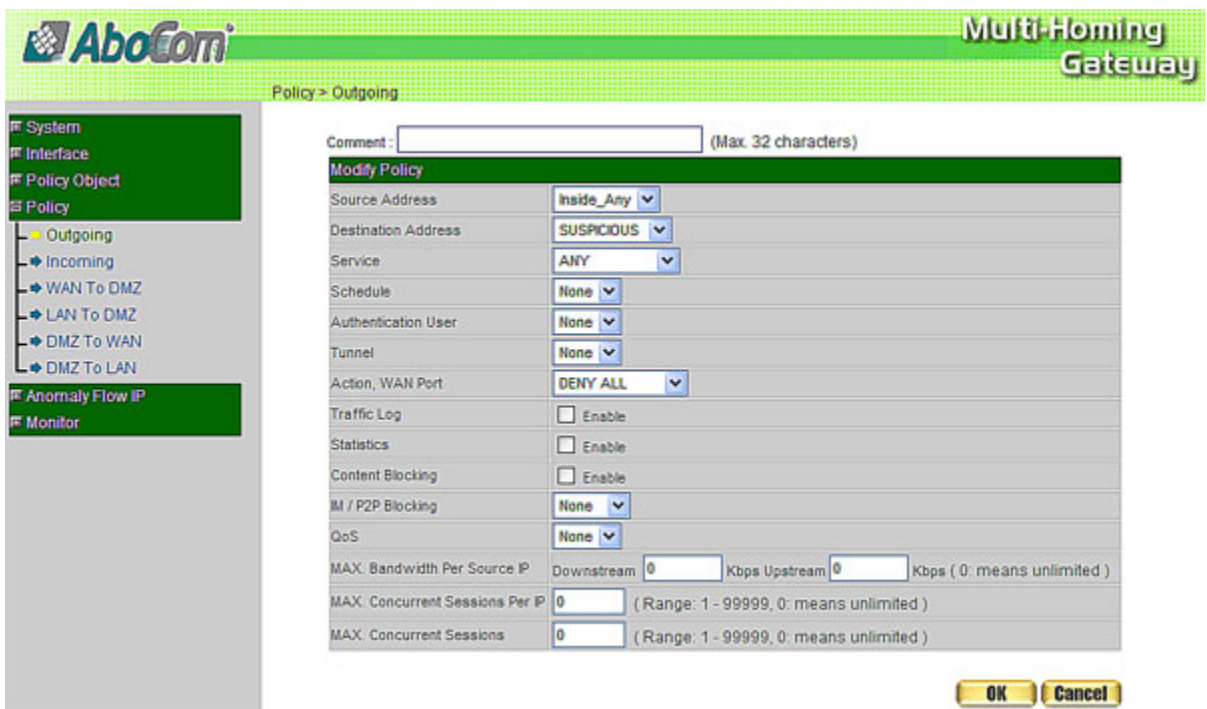 AboCom
Multi-Homing
Gateway
Policy > Outgoing
System
Interface
Policy Object
Policy
Outgoing
Incoming
WAN To DMZ
LAN To DMZ
DMZ To WAN
DMZ To LAN
Anomaly Flow IP
Monitor
Comment : (Max. 32 characters)
Modify Policy
Source Address Inside_Any
Destination Address SUSPICIOUS
Service ANY
Schedule None
Authentication User None
Tunnel None
Action, WAN Port DENY ALL
Traffic Log Enable
Statistics Enable
Content Blocking Enable
IM / P2P Blocking None
QoS None
MAX. Bandwidth Per Source IP Downstream 0 Kbps Upstream 0 Kbps ( 0: means unlimited )
MAX. Concurrent Sessions Per IP 0 ( Range: 1 - 99999, 0: means unlimited )
MAX. Concurrent Sessions 0 ( Range: 1 - 99999, 0: means unlimited )
OK Cancel